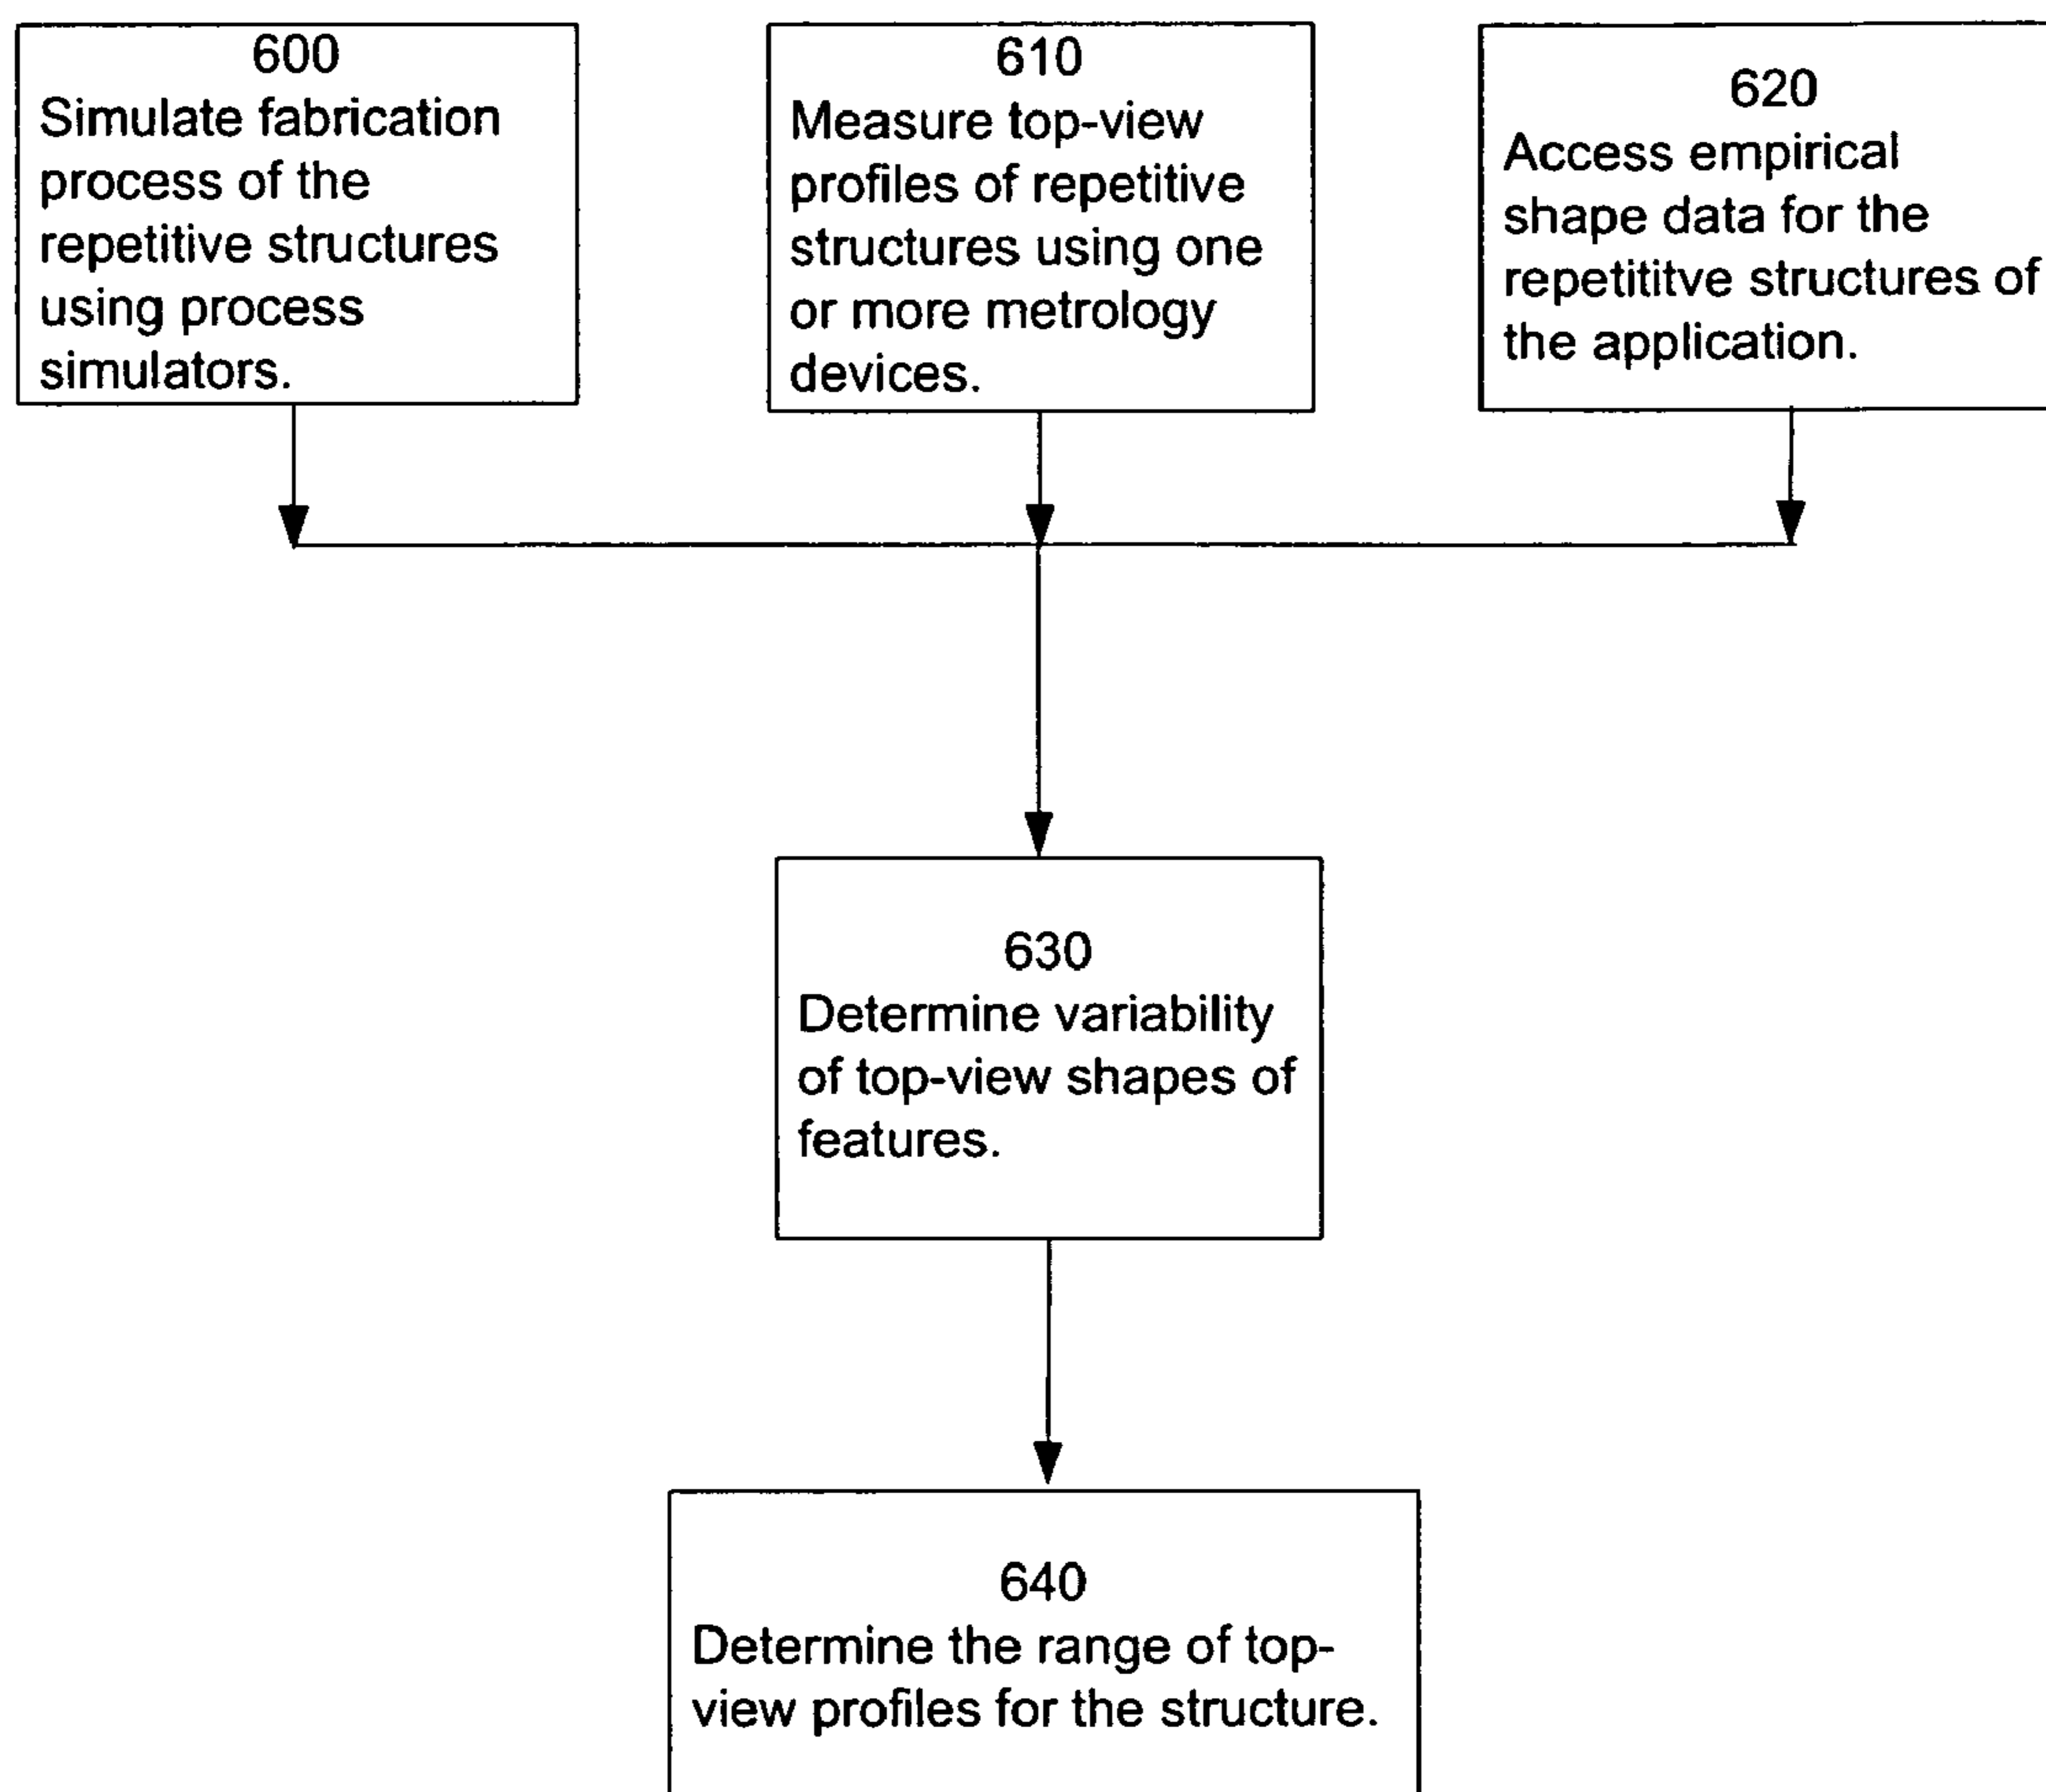 600
Simulate fabrication
process of the
repetitive structures
using process
simulators.
610
Measure top-view
profiles of repetitive
structures using one
or more metrology
devices.
620
Access empirical
shape data for the
repetititve structures of
the application.
630
Determine variability
of top-view shapes of
features.
640
Determine the range of top-
view profiles for the structure.